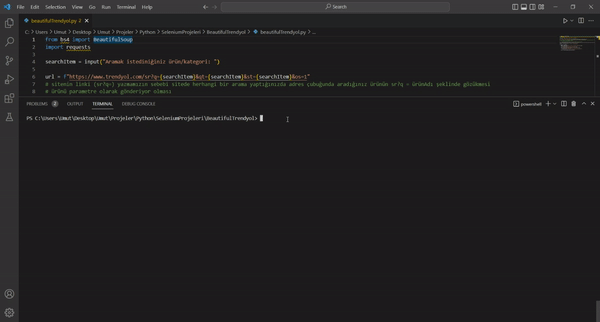 File Edit Selection View Go Run Terminal Help
Search
beautifulTrendyol.py 2
C: > Users > Umut > Desktop > Umut > Projeler > Python > SeleniumProjeleri > BeautifulTrendyol > beautifulTrendyol.py > ...
1 from bs4 import BeautifulSoup
2 import requests
3
4 searchItem = input("Aramak istediniğiniz ürün/kategori: ")
5
6 url = f"https://www.trendyol.com/sr?q={searchItem}&qt={searchItem}&st={searchItem}&os=1"
7 # sitenin linki (sr?q=) yazmamızın sebebi sitede herhangi bir arama yaptığınızda adres çubuğunda aradığınız ürünün sr?q = ürünAdı şeklinde gözükmesi
8 # ürünü parametre olarak gönderiyor olması
PROBLEMS 2 OUTPUT TERMINAL DEBUG CONSOLE
powershell
PS C:\Users\Umut\Desktop\Umut\Projeler\Python\SeleniumProjeleri\BeautifulTrendyol>